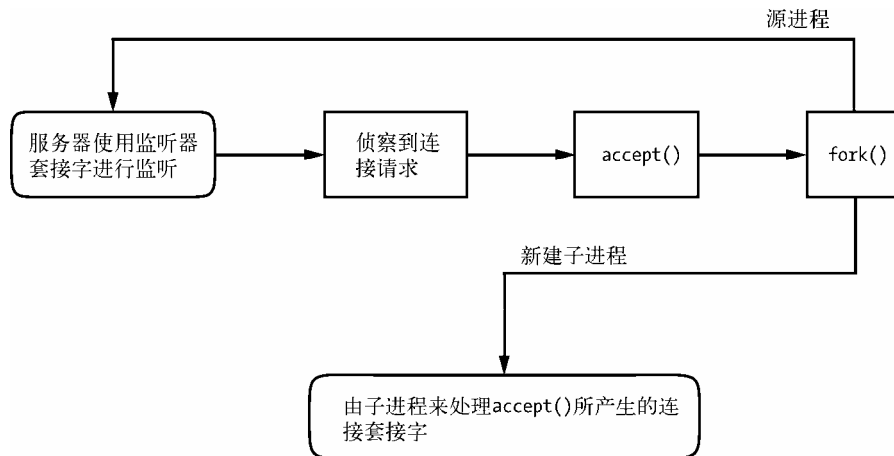 源进程
服务器使用监听器
套接字进行监听
侦察到连
接请求
accept()
fork()
新建子进程
由子进程来处理accept()所产生的连
接套接字